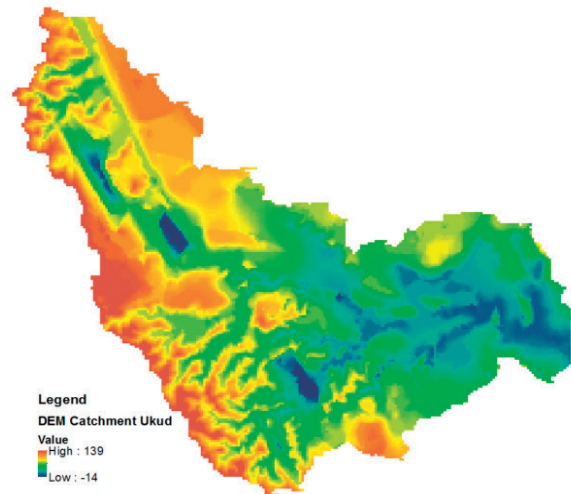 Legend
DEM Catchment Ukud
Value
High : 139
Low : -14